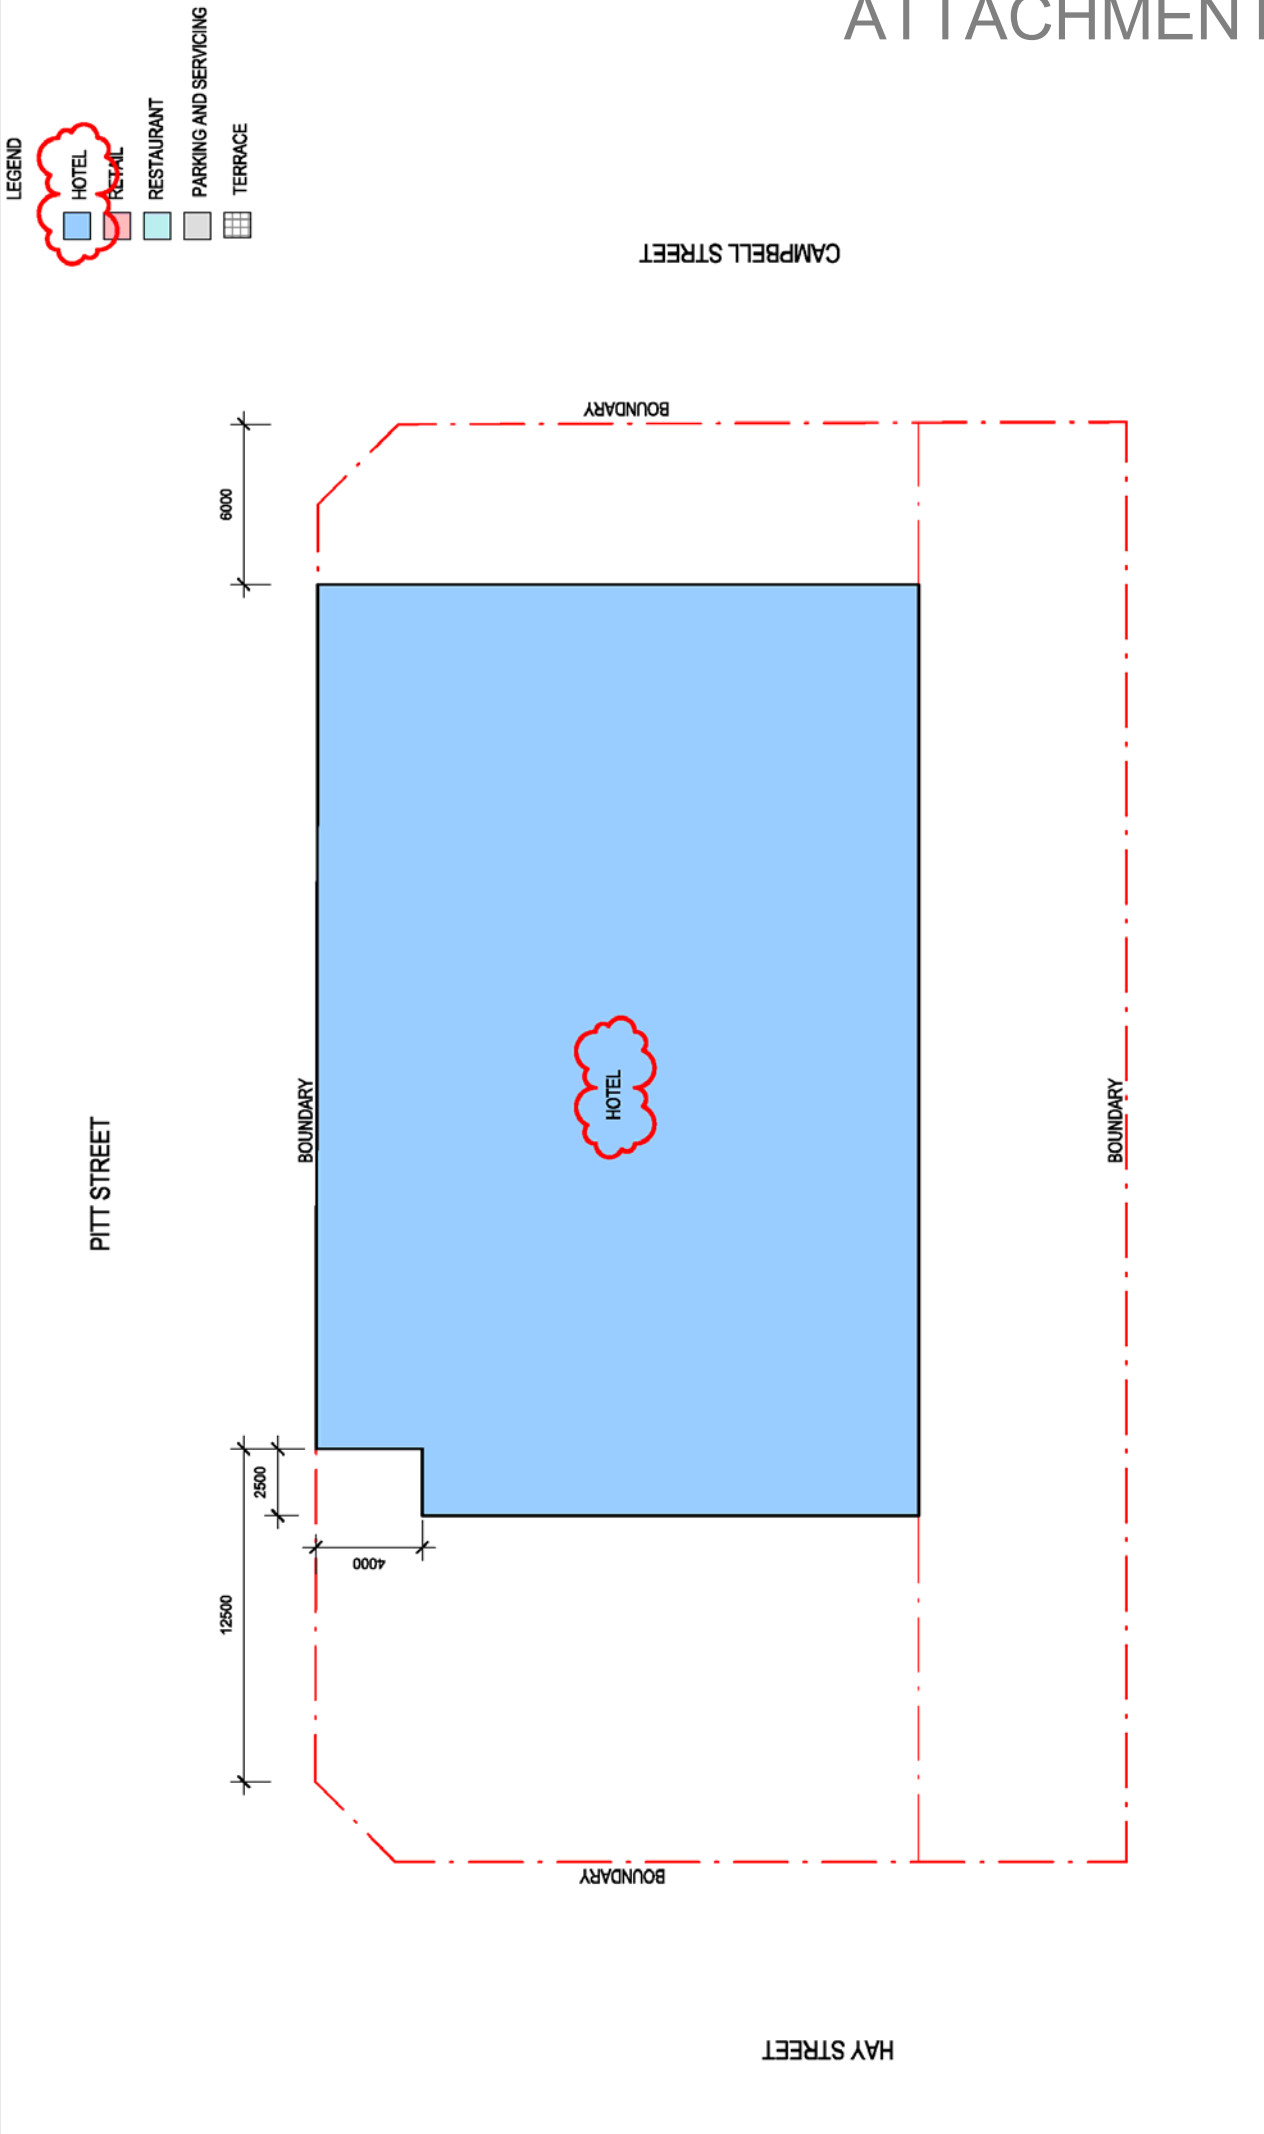 ATTACHMENT
LEGEND
HOTEL
RETAIL
RESTAURANT
PARKING AND SERVICING
TERRACE
CAMPBELL STREET
BOUNDARY
6000
PITT STREET
BOUNDARY
HOTEL
BOUNDARY
2500
4000
12500
BOUNDARY
HAY STREET